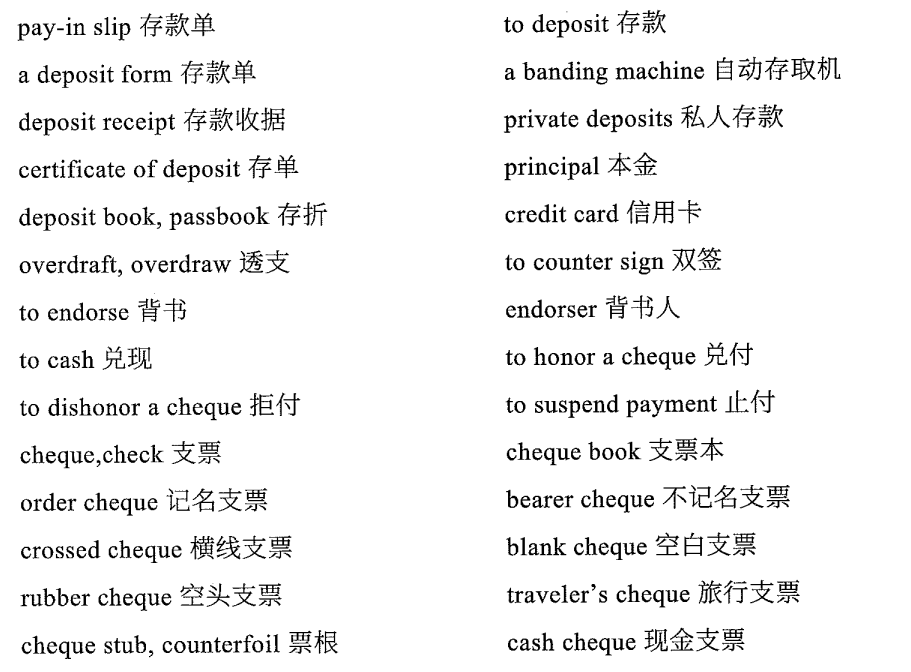 pay-in slip 存款单
a deposit form 存款单
deposit receipt 存款收据
certificate of deposit 存单
deposit book, passbook 存折
overdraft, overdraw 透支
to endorse 背书
to cash 兑现
to dishonor a cheque 拒付
cheque,check 支票
order cheque 记名支票
crossed cheque 横线支票
rubber cheque 空头支票
cheque stub, counterfoil 票根
to deposit 存款
a banding machine 自动存取机
private deposits 私人存款
principal 本金
credit card 信用卡
to counter sign 双签
endorser 背书人
to honor a cheque 兑付
to suspend payment 止付
cheque book 支票本
bearer cheque 不记名支票
blank cheque 空白支票
traveler's cheque 旅行支票
cash cheque 现金支票